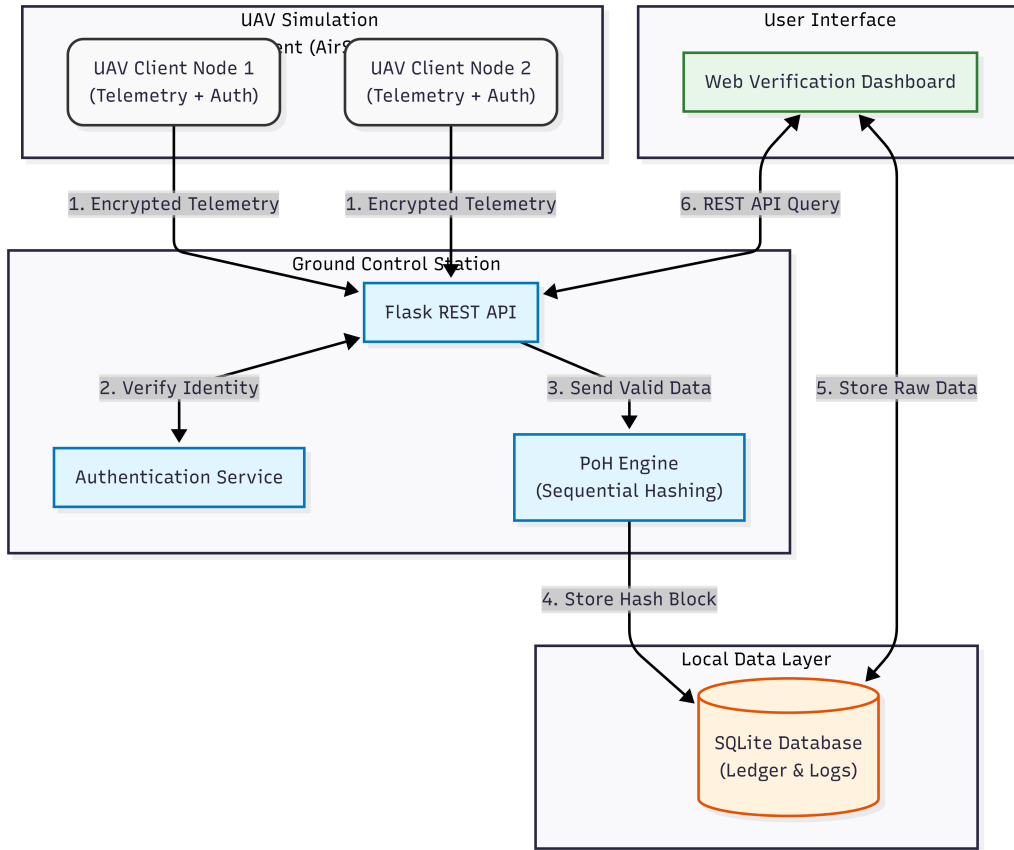 UAV Simulation
ent (AirS
UAV Client Node 1
(Telemetry + Auth)
UAV Client Node 2
(Telemetry + Auth)
User Interface
Web Verification Dashboard
1. Encrypted Telemetry
1. Encrypted Telemetry
6. REST API Query
Ground Control Station
Flask REST API
2. Verify Identity
3. Send Valid Data
5. Store Raw Data
Authentication Service
PoH Engine
(Sequential Hashing)
4. Store Hash Block
Local Data Layer
SQLite Database
(Ledger & Logs)